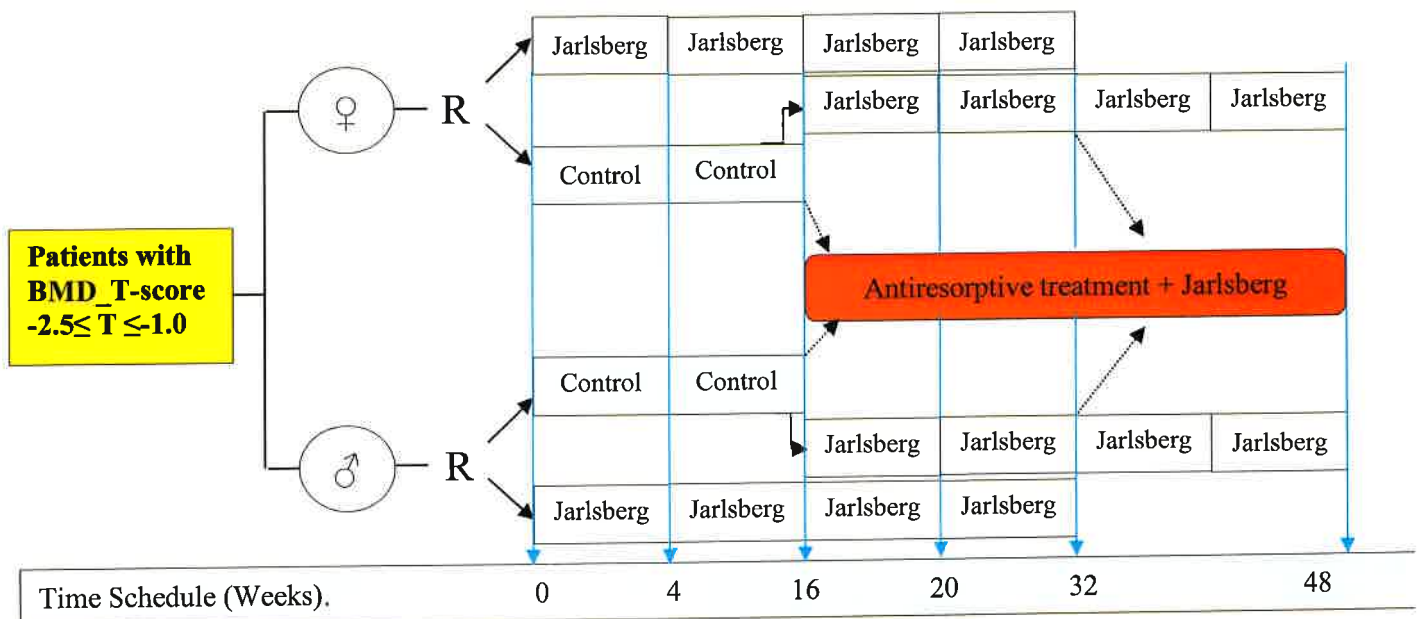 Jarlsberg Jarlsberg Jarlsberg Jarlsberg
♀ R
Jarlsberg Jarlsberg Jarlsberg Jarlsberg
Control Control
Patients with
BMD_T-score
-2.5≤ T ≤-1.0
Antiresorptive treatment + Jarlsberg
Control Control
Jarlsberg Jarlsberg Jarlsberg Jarlsberg
♂ R
Jarlsberg Jarlsberg Jarlsberg Jarlsberg
Time Schedule (Weeks). 0 4 16 20 32 48